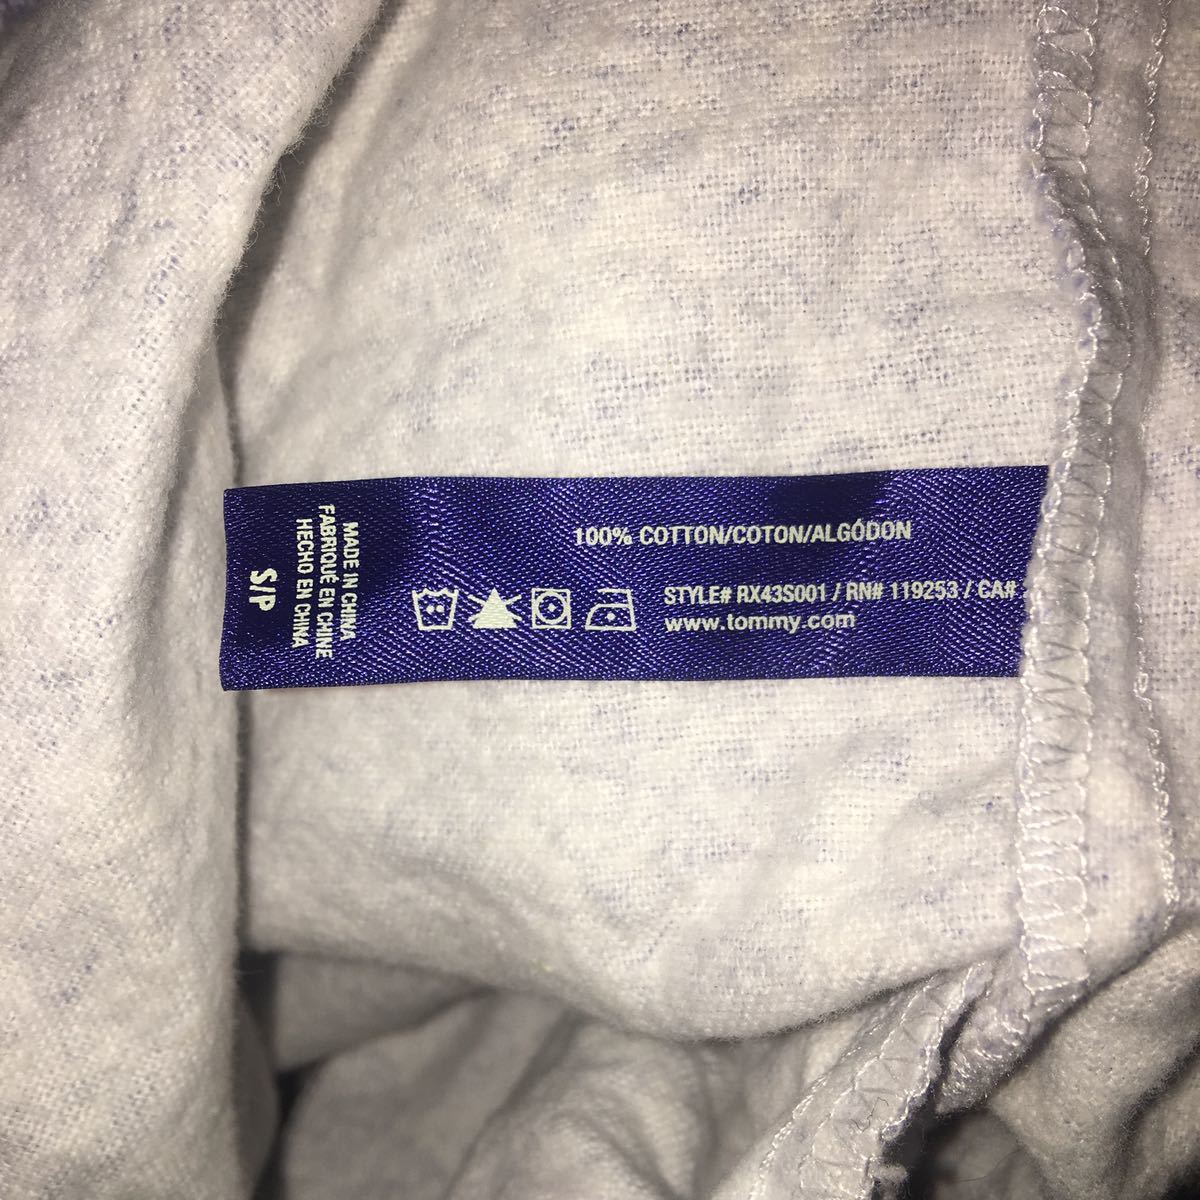 100% COTTON/COTON/ALGÓDON
STYLE# RX43S001 / RN# 119253 / CA#
www.tommy.com
MADE IN CHINA
FABRIQUÉ EN CHINE
HECHO EN CHINA
S/P